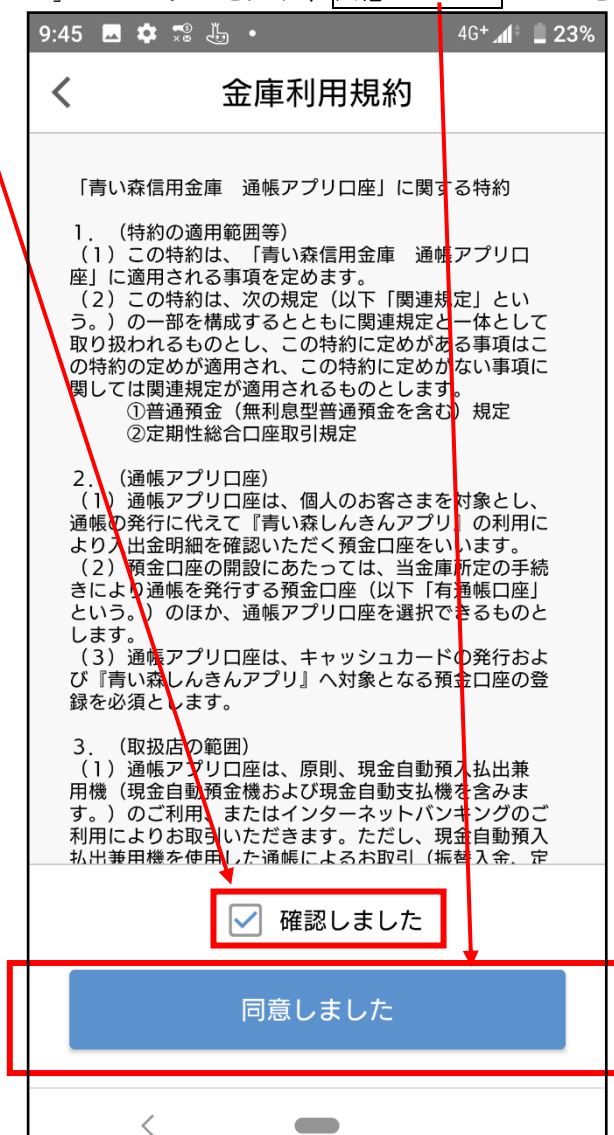 9:45 4G+ 23%
金庫利用規約
「青い森信用金庫　通帳アプリ口座」に関する特約
１．（特約の適用範囲等）
（１）この特約は、「青い森信用金庫　通帳アプリ口
座」に適用される事項を定めます。
（２）この特約は、次の規定（以下「関連規定」とい
う。）の一部を構成するとともに関連規定と一体として
取り扱われるものとし、この特約に定めがある事項はこ
の特約の定めが適用され、この特約に定めがない事項に
関しては関連規定が適用されるものとします。
①普通預金（無利息型普通預金を含む）規定
②定期性総合口座取引規定
２．（通帳アプリ口座）
（１）通帳アプリ口座は、個人のお客さまを対象とし、
通帳の発行に代えて『青い森しんきんアプリ』の利用に
より入出金明細を確認いただく預金口座をいいます。
（２）預金口座の開設にあたっては、当金庫所定の手続
きにより通帳を発行する預金口座（以下「有通帳口座」
という。）のほか、通帳アプリ口座を選択できるものと
します。
（３）通帳アプリ口座は、キャッシュカードの発行およ
び『青い森しんきんアプリ』へ対象となる預金口座の登
録を必須とします。
３．（取扱店の範囲）
（１）通帳アプリ口座は、原則、現金自動預入払出兼
用機（現金自動預金機および現金自動支払機を含みま
す。）のご利用、またはインターネットバンキングのご
利用によりお取引いただきます。ただし、現金自動預入
払出兼用機を使用した通帳によるお取引（振替入金、定
確認しました
同意しました